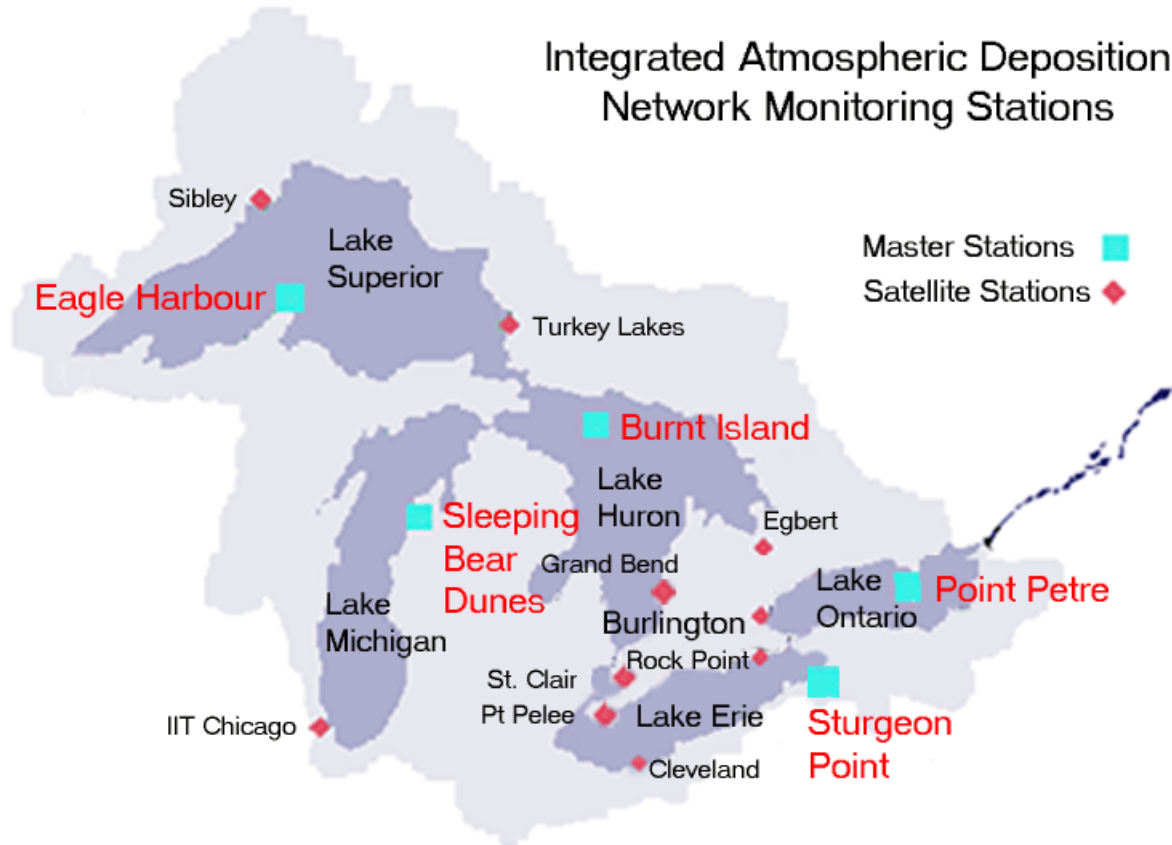 Integrated Atmospheric Deposition
Network Monitoring Stations
Sibley
Lake
Superior
Master Stations
Eagle Harbour
Satellite Stations
Turkey Lakes
Burnt Island
Lake
Huron
Sleeping
Bear
Dunes
Egbert
Grand Bend
Lake
Ontario
Point Petre
Lake
Michigan
Burlington
Rock Point
St. Clair
Pt Pelee
Lake Erie
IIT Chicago
Sturgeon
Point
Cleveland